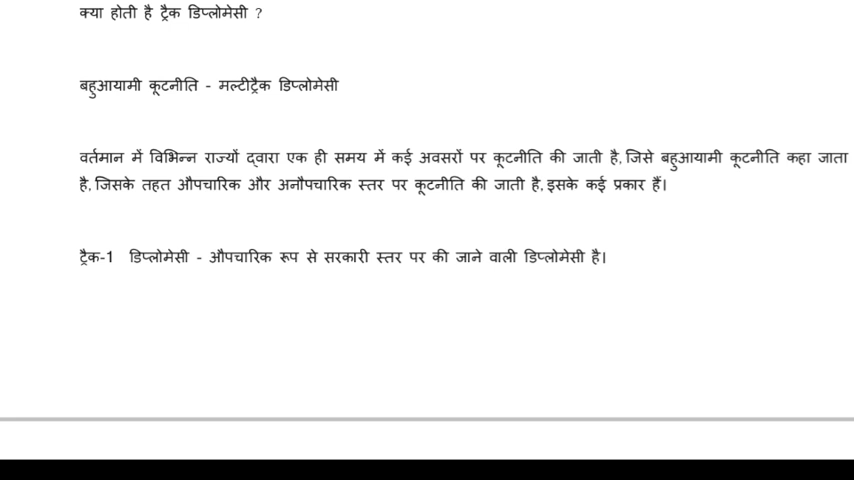 क्या होती है ट्रैक डिप्लोमेसी ?
बहुआयामी कूटनीति - मल्टीट्रैक डिप्लोमेसी
वर्तमान में विभिन्न राज्यों द्वारा एक ही समय में कई अवसरों पर कूटनीति की जाती है, जिसे बहुआयामी कूटनीति कहा जाता
है, जिसके तहत औपचारिक और अनौपचारिक स्तर पर कूटनीति की जाती है, इसके कई प्रकार हैं।
ट्रैक-1 डिप्लोमेसी - औपचारिक रूप से सरकारी स्तर पर की जाने वाली डिप्लोमेसी है।